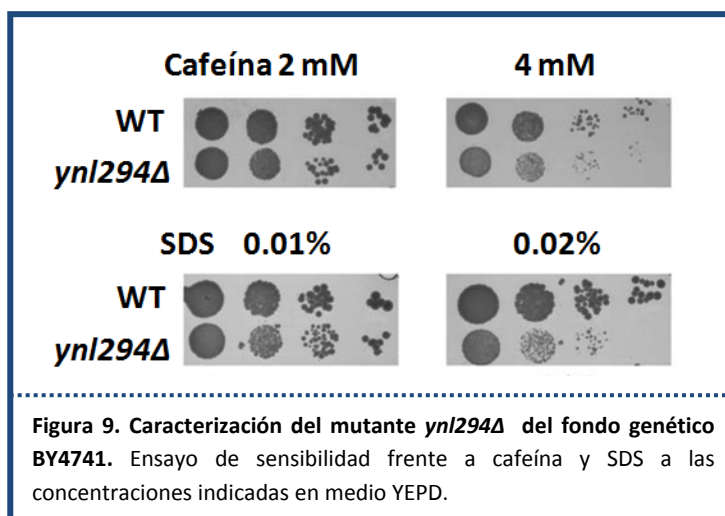 Cafeína 2 mM 4 mM
WT
ynl294Δ
SDS 0.01% 0.02%
WT
ynl294Δ
Figura 9. Caracterización del mutante ynl294Δ del fondo genético
BY4741. Ensayo de sensibilidad frente a cafeína y SDS a las
concentraciones indicadas en medio YEPD.